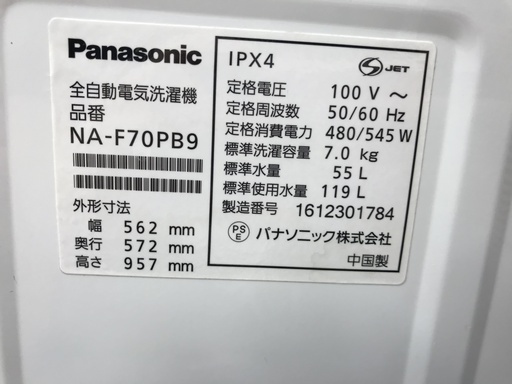 Panasonic
全自動電気洗濯機
品番
NA-F70PB9
外形寸法
幅 562 mm
奥行 572 mm
高さ 957 mm
IPX4
S JET
定格電圧 100 V ～
定格周波数 50/60 Hz
定格消費電力 480/545 W
標準洗濯容量 7.0 kg
標準水量 55 L
標準使用水量 119 L
製造番号 1612301784
PS E パナソニック株式会社
中国製